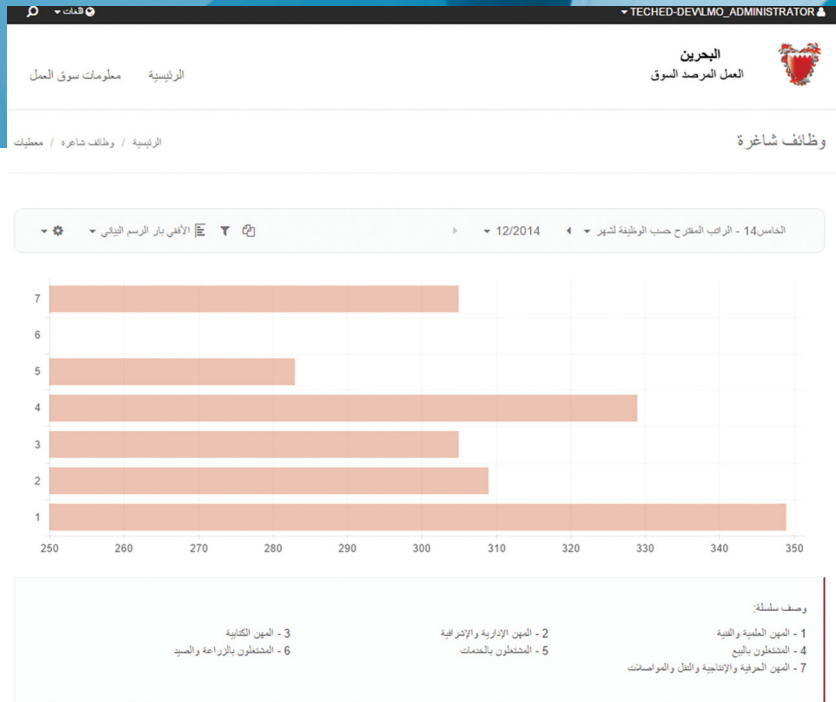 TECHED-DEV\LMO_ADMINISTRATOR
لغات
البحرين
العمل المرصد السوق
الرئيسية معلومات سوق العمل
وظائف شاغرة
الرئيسية / وظائف شاغرة / معطيات
الخامس14 - الراتب المقترح حسب الوظيفة لشهر
12/2014
الأفقي بار الرسم البياني
7
6
5
4
3
2
1
250 260 270 280 290 300 310 320 330 340 350
وصف سلسلة:
1 - المهن العلمية والفنية 2 - المهن الإدارية والإشرافية 3 - المهن الكتابية
4 - المشتغلون بالبيع 5 - المشتغلون بالخدمات 6 - المشتغلون بالزراعة والصيد
7 - المهن الحرفية والإنتاجية والنقل والمواصلات